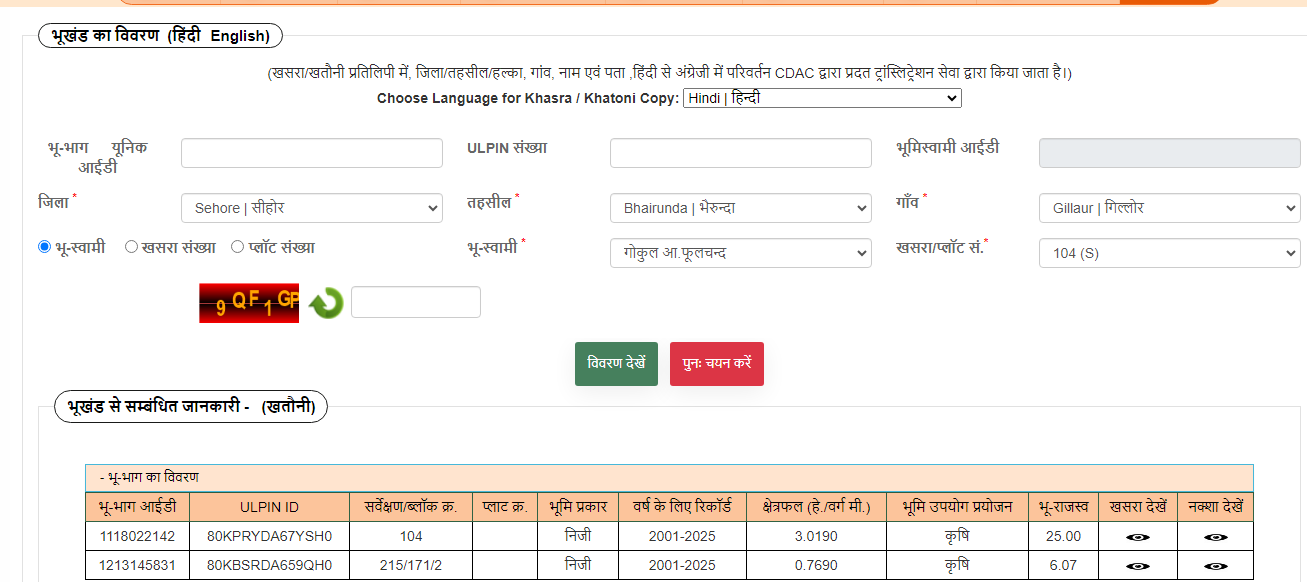 भूखंड का विवरण (हिंदी English)
(खसरा/खतौनी प्रतिलिपी में, जिला/तहसील/हल्का, गांव, नाम एवं पता ,हिंदी से अंग्रेजी में परिवर्तन CDAC द्वारा प्रदत ट्रांस्लिट्रेशन सेवा द्वारा किया जाता है।)
Choose Language for Khasra / Khatoni Copy: Hindi | हिन्दी
भू-भाग यूनिक आईडी
ULPIN संख्या
भूमिस्वामी आईडी
जिला * Sehore | सीहोर
तहसील * Bhairunda | भैरुन्दा
गाँव * Gillaur | गिल्लोर
भू-स्वामी खसरा संख्या प्लॉट संख्या
भू-स्वामी * गोकुल आ.फूलचन्द
खसरा/प्लॉट सं.* 104 (S)
9QF1GP
विवरण देखें पुनः चयन करें
भूखंड से सम्बंधित जानकारी - (खतौनी)
- भू-भाग का विवरण
भू-भाग आईडी ULPIN ID सर्वेक्षण/ब्लॉक क्र. प्लाट क्र. भूमि प्रकार वर्ष के लिए रिकॉर्ड क्षेत्रफल (हे./वर्ग मी.) भूमि उपयोग प्रयोजन भू-राजस्व खसरा देखें नक्शा देखें
1118022142 80KPRYDA67YSH0 104 निजी 2001-2025 3.0190 कृषि 25.00
1213145831 80KBSRDA659QH0 215/171/2 निजी 2001-2025 0.7690 कृषि 6.07